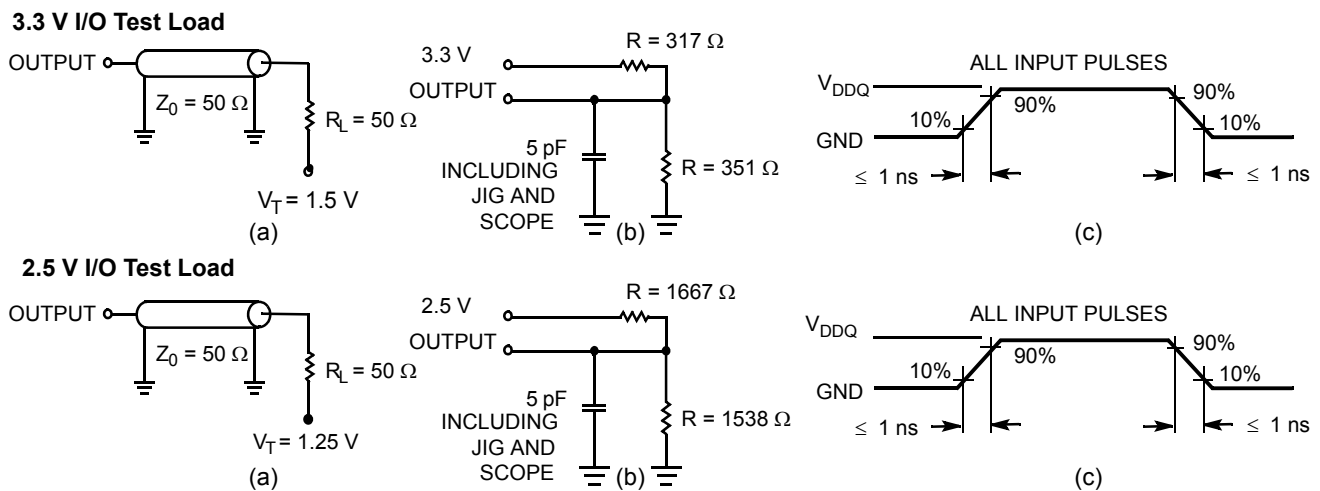 3.3 V I/O Test Load
OUTPUT
Z0 = 50 Ω
RL = 50 Ω
VT = 1.5 V
(a)
3.3 V
OUTPUT
R = 317 Ω
5 pF
INCLUDING
JIG AND
SCOPE
R = 351 Ω
(b)
ALL INPUT PULSES
VDDQ
GND
10%
90%
90%
10%
≤ 1 ns
≤ 1 ns
(c)
2.5 V I/O Test Load
OUTPUT
Z0 = 50 Ω
RL = 50 Ω
VT = 1.25 V
(a)
2.5 V
OUTPUT
R = 1667 Ω
5 pF
INCLUDING
JIG AND
SCOPE
R = 1538 Ω
(b)
ALL INPUT PULSES
VDDQ
GND
10%
90%
90%
10%
≤ 1 ns
≤ 1 ns
(c)